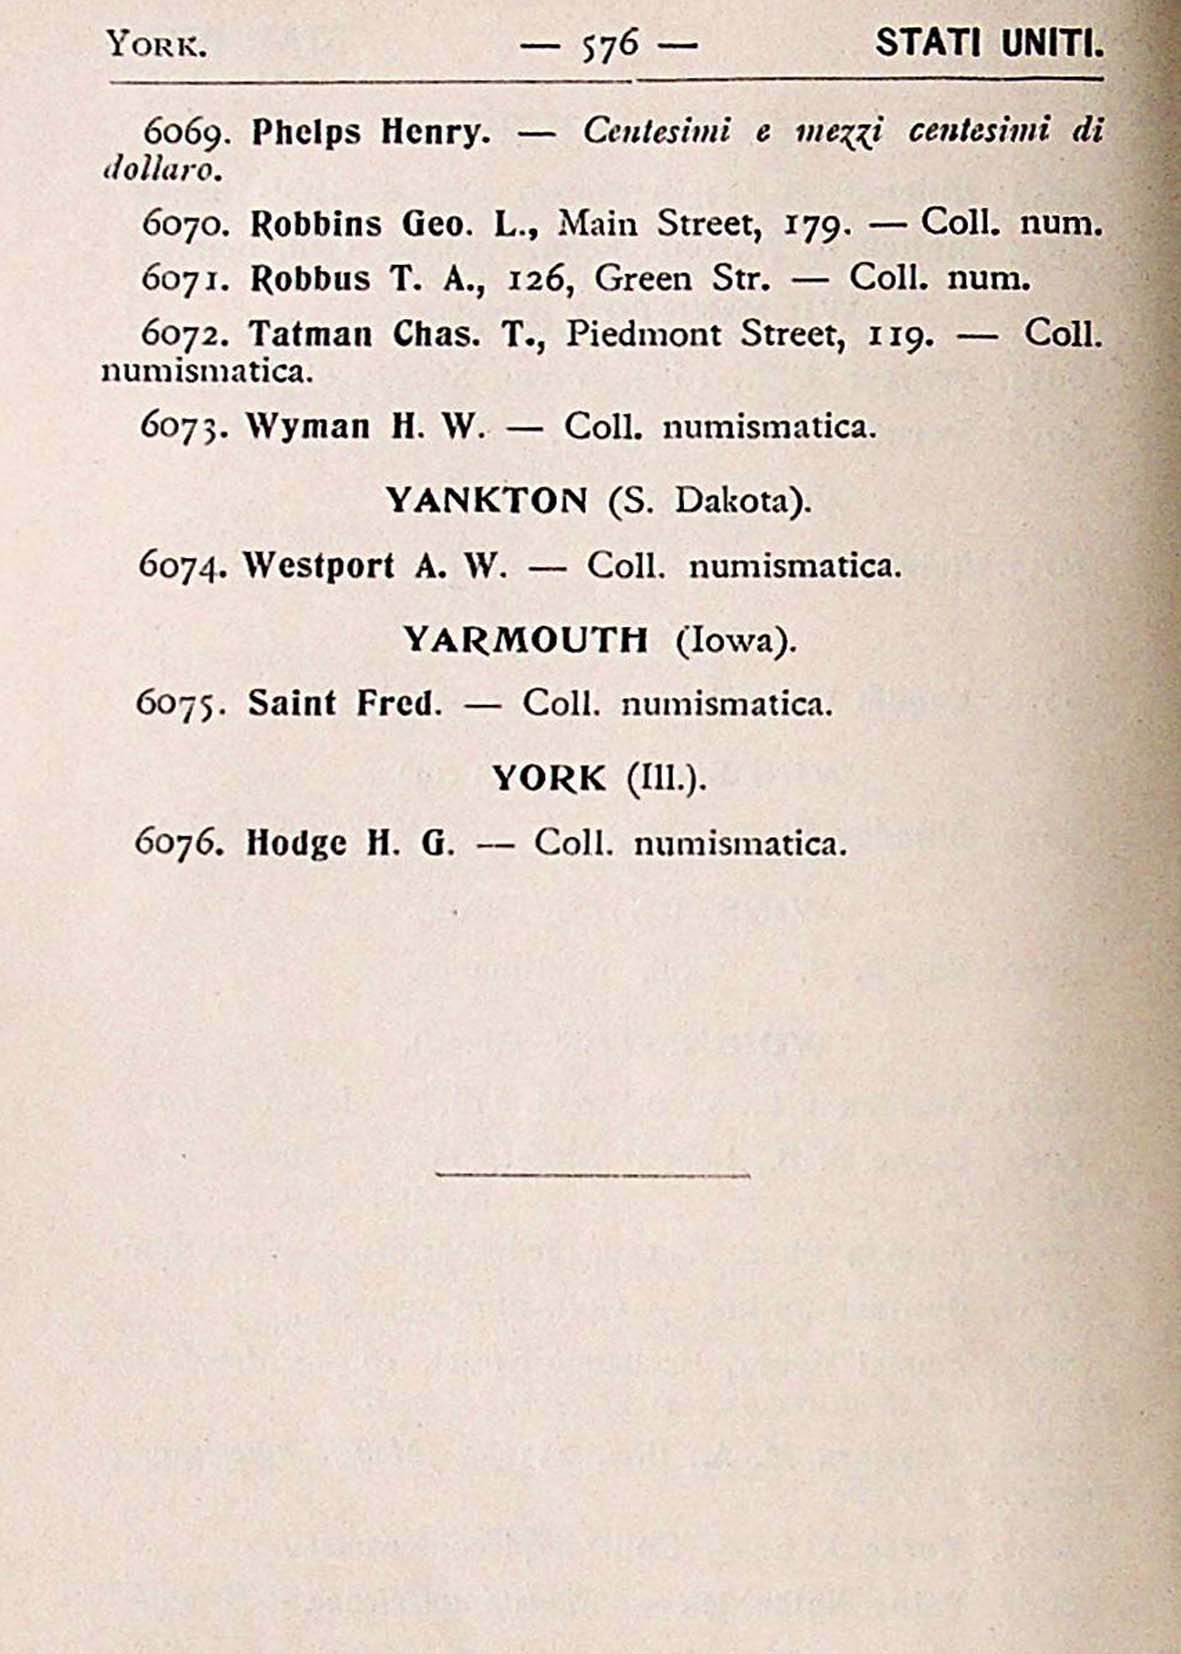 York. — 576 — STATI UNITI.
6069. Phelps Henry. — Centesimi e mezzi centesimi di
dollaro.
6070. Robbins Geo. L., Main Street, 179. — Coll. num.
6071. Robbus T. A., 126, Green Str. — Coll. num.
6072. Tatman Chas. T., Piedmont Street, 119. — Coll.
numismatica.
6073. Wyman H. W. — Coll. numismatica.
YANKTON (S. Dakota).
6074. Westport A. W. — Coll. numismatica.
YARMOUTH (Iowa).
6075. Saint Fred. — Coll. numismatica.
YORK (Ill.).
6076. Hodge H. G. — Coll. numismatica.